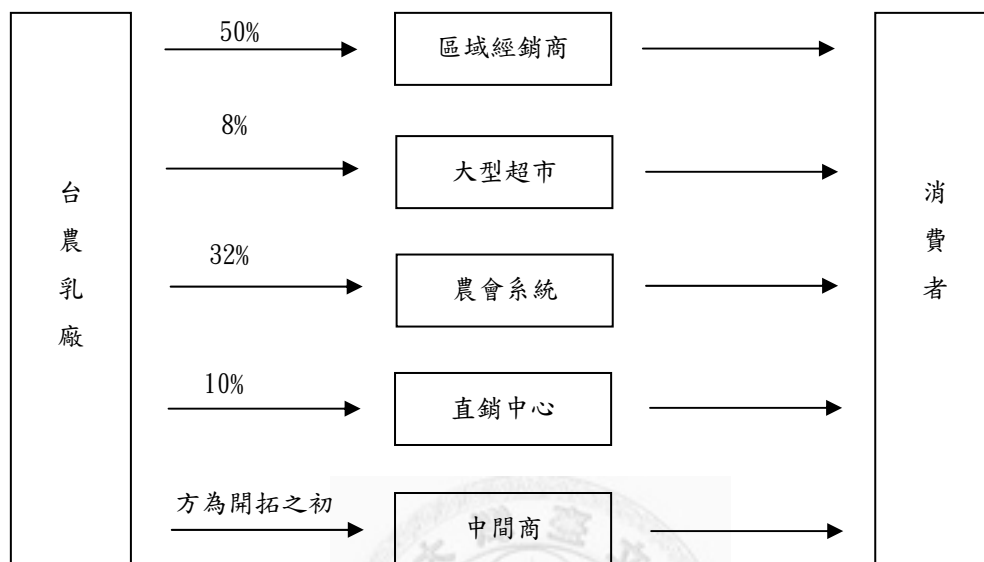 台農乳廠
50%
區域經銷商
8%
大型超市
32%
農會系統
10%
直銷中心
方為開拓之初
中間商
消費者